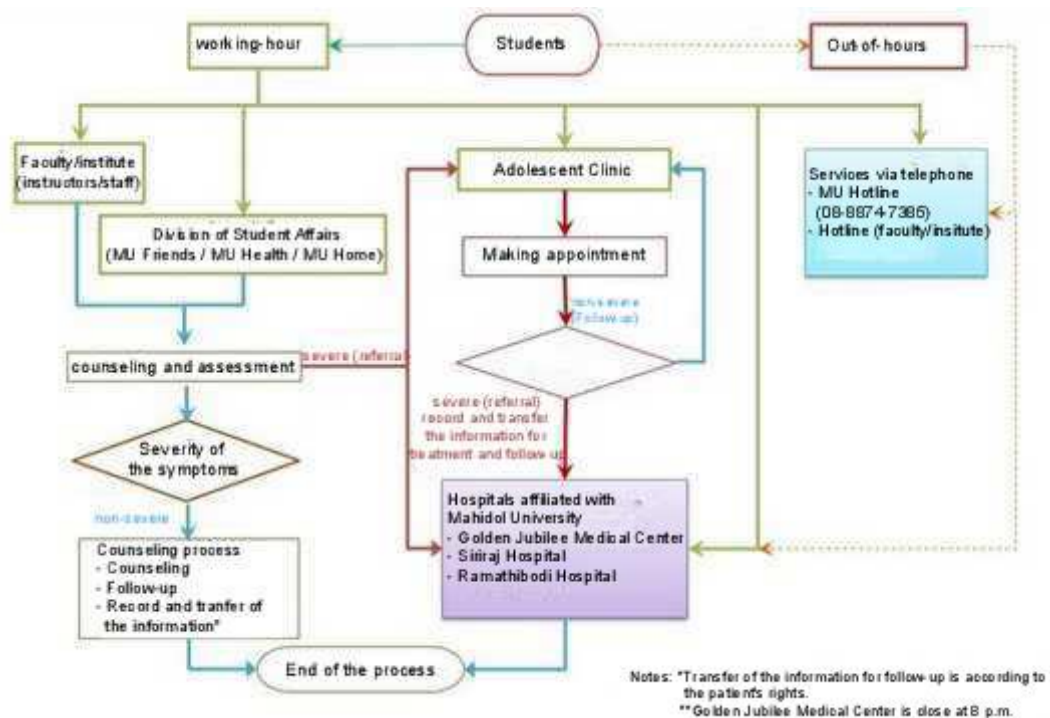 working-hour
Students
Out-of-hours
Faculty/institute
(instructors/staff)
Adolescent Clinic
Services via telephone
- MU Hotline
(08-8874-7385)
- Hotline (faculty/insitute)
Division of Student Affairs
(MU Friends / MU Health / MU Home)
Making appointment
non-severe
(Follow up)
counseling and assessment
severe (referral)
severe (referral)
record and transfer
the information for
treatment and follow up
Severity of
the symptoms
non-severe
Hospitals affiliated with
Mahidol University
- Golden Jubilee Medical Center
- Siriraj Hospital
- Ramathibodi Hospital
Counseling process
- Counseling
- Follow-up
- Record and tranfer of
the information*
End of the process
Notes: *Transfer of the information for follow-up is according to
the patient's rights.
**Golden Jubilee Medical Center is close at 8 p.m.